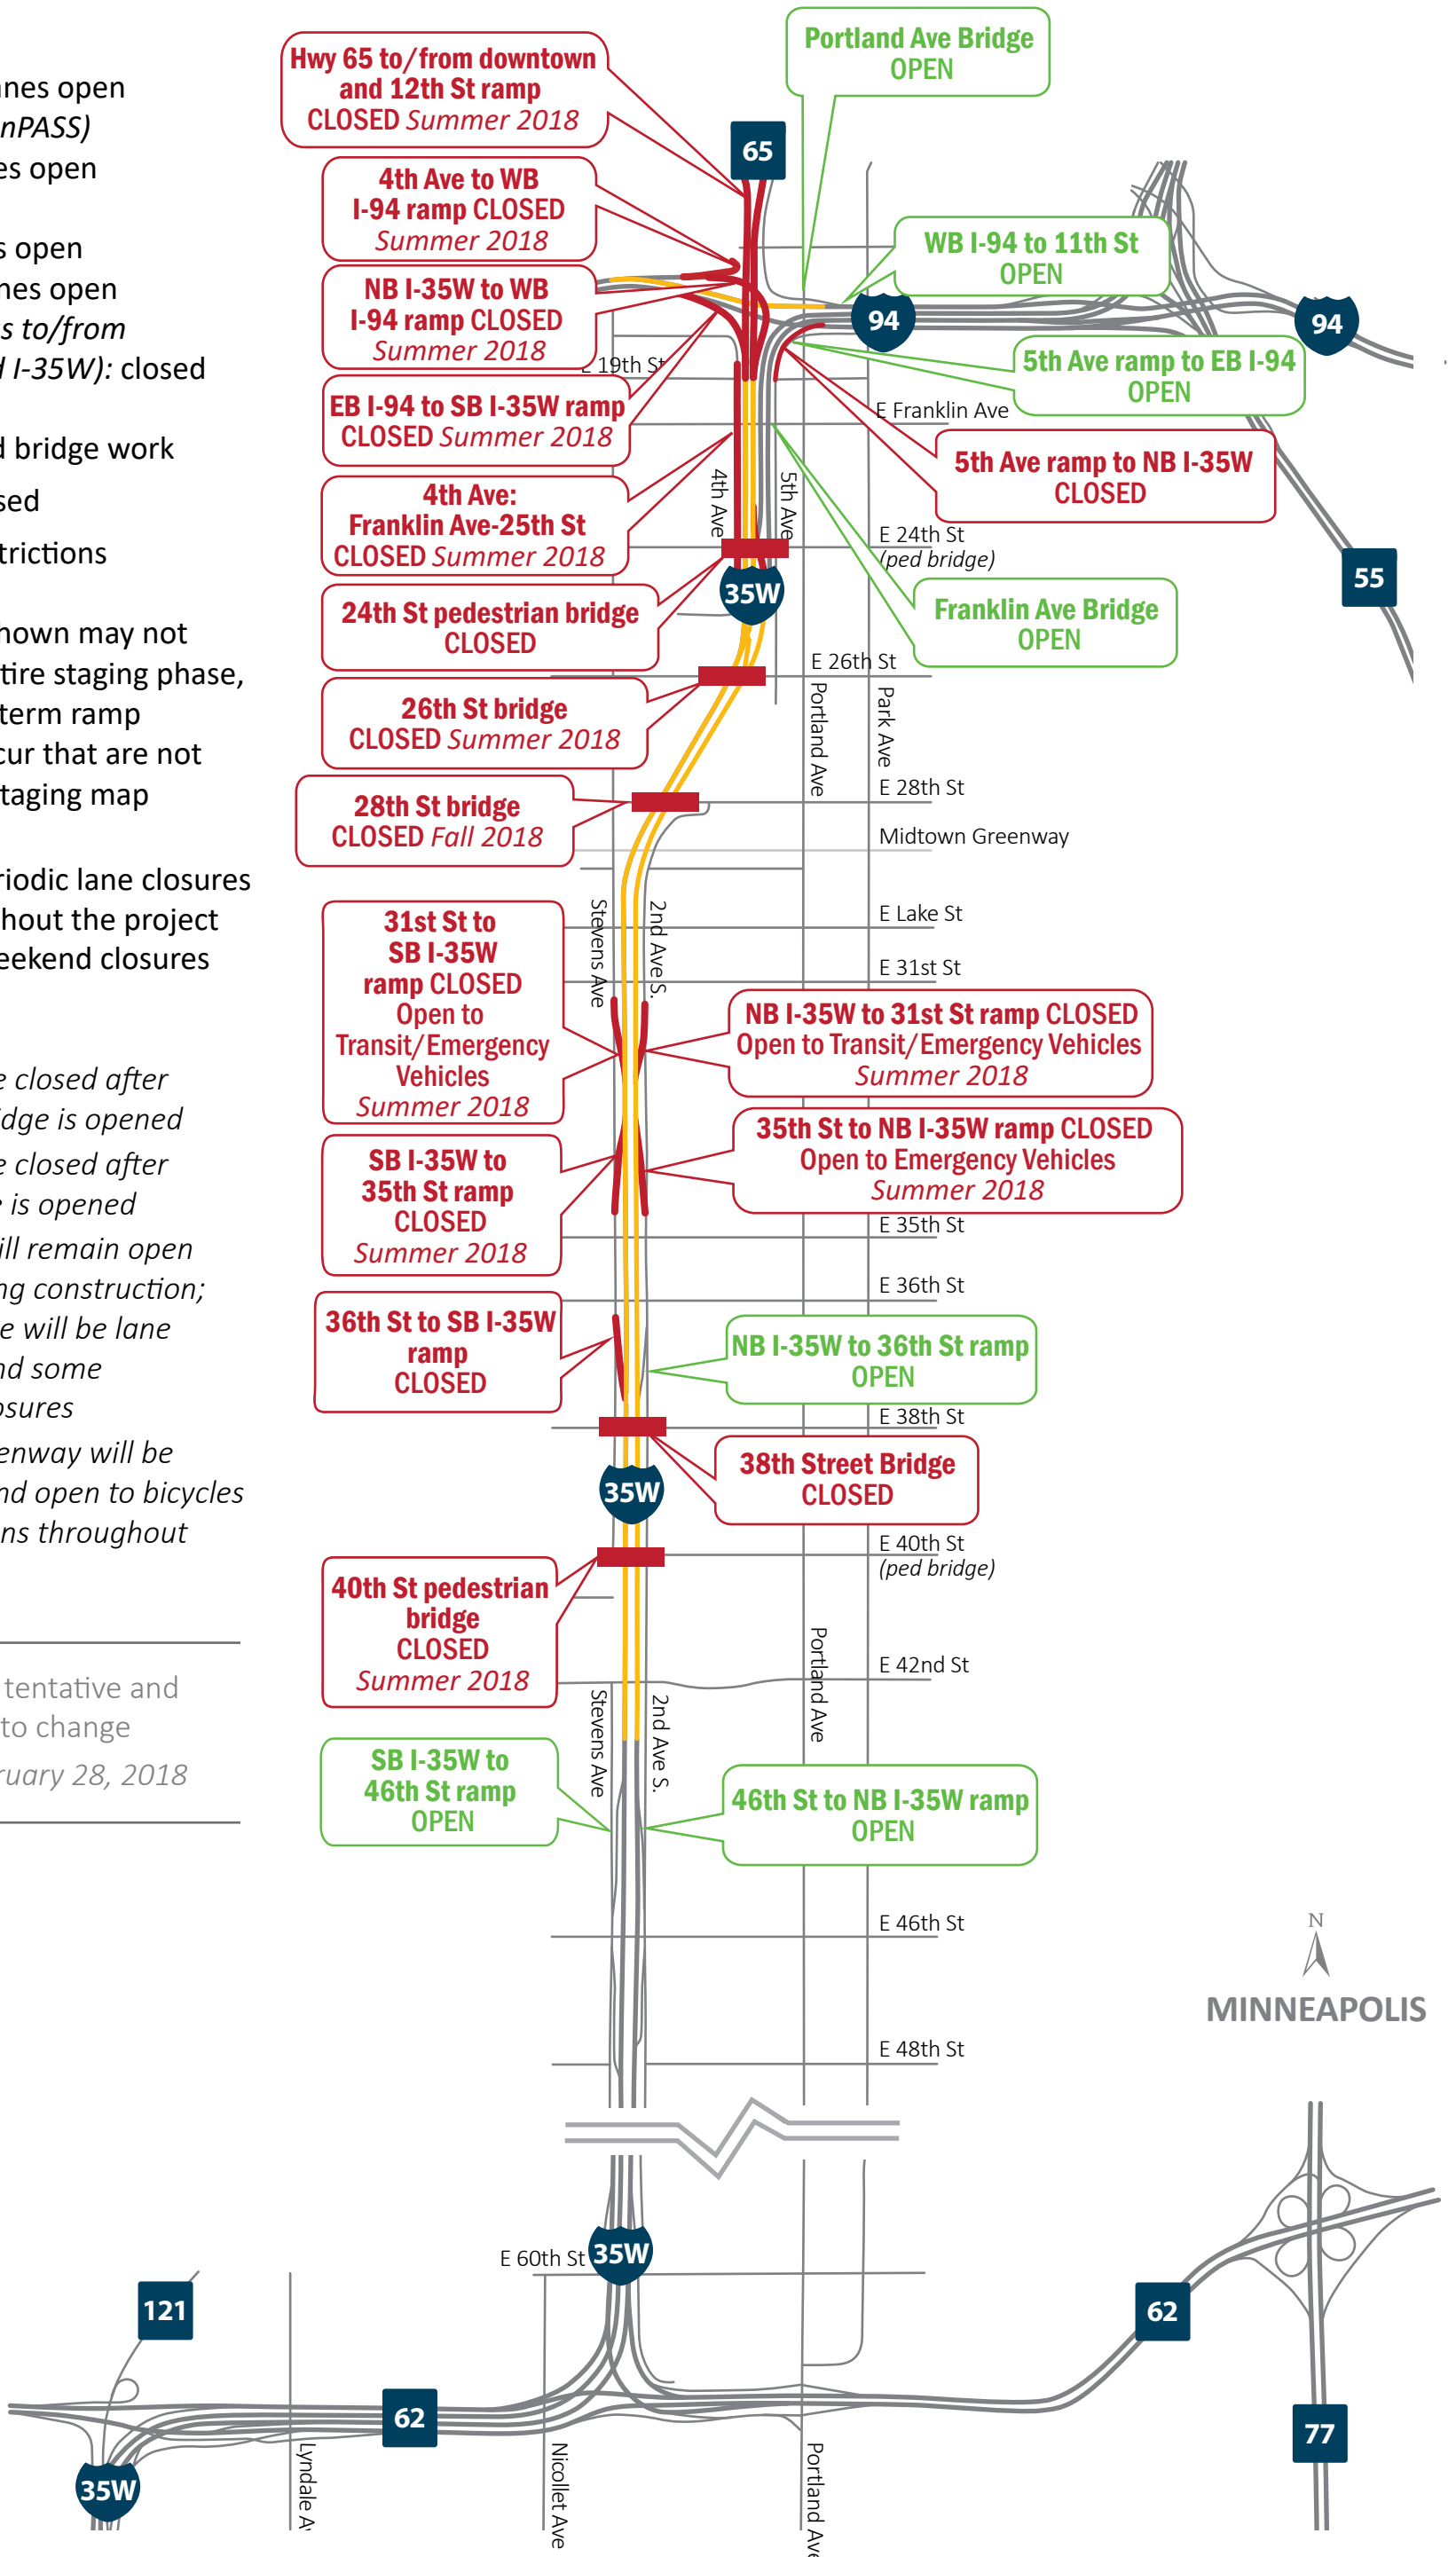 nnes open
nPASS)
es open
s open
nes open
s to/from
d I-35W): closed
d bridge work
sed
trictions
hown may not
tire staging phase,
term ramp
cur that are not
taging map
riodic lane closures
hout the project
eekend closures
e closed after
idge is opened
e closed after
e is opened
ill remain open
ng construction;
e will be lane
nd some
osures
enway will be
nd open to bicycles
ns throughout
tentative and
to change
ruary 28, 2018
Hwy 65 to/from downtown
and 12th St ramp
CLOSED Summer 2018
Portland Ave Bridge
OPEN
65
4th Ave to WB
I-94 ramp CLOSED
Summer 2018
WB I-94 to 11th St
OPEN
NB I-35W to WB
I-94 ramp CLOSED
Summer 2018
94
94
E 19th St
5th Ave ramp to EB I-94
OPEN
EB I-94 to SB I-35W ramp
CLOSED Summer 2018
E Franklin Ave
5th Ave ramp to NB I-35W
CLOSED
4th Ave:
Franklin Ave-25th St
CLOSED Summer 2018
4th Ave
5th Ave
E 24th St
(ped bridge)
55
35W
24th St pedestrian bridge
CLOSED
Franklin Ave Bridge
OPEN
E 26th St
26th St bridge
CLOSED Summer 2018
Portland Ave
Park Ave
28th St bridge
CLOSED Fall 2018
E 28th St
Midtown Greenway
31st St to
SB I-35W
ramp CLOSED
Open to
Transit/Emergency
Vehicles
Summer 2018
Stevens Ave
2nd Ave S.
E Lake St
E 31st St
NB I-35W to 31st St ramp CLOSED
Open to Transit/Emergency Vehicles
Summer 2018
35th St to NB I-35W ramp CLOSED
Open to Emergency Vehicles
Summer 2018
SB I-35W to
35th St ramp
CLOSED
Summer 2018
E 35th St
E 36th St
36th St to SB I-35W
ramp
CLOSED
NB I-35W to 36th St ramp
OPEN
E 38th St
38th Street Bridge
CLOSED
35W
E 40th St
(ped bridge)
40th St pedestrian
bridge
CLOSED
Summer 2018
Portland Ave
E 42nd St
Stevens Ave
2nd Ave S.
SB I-35W to
46th St ramp
OPEN
46th St to NB I-35W ramp
OPEN
E 46th St
N
MINNEAPOLIS
E 48th St
E 60th St
35W
121
62
62
77
35W
Lyndale A
Nicollet Ave
Portland Ave